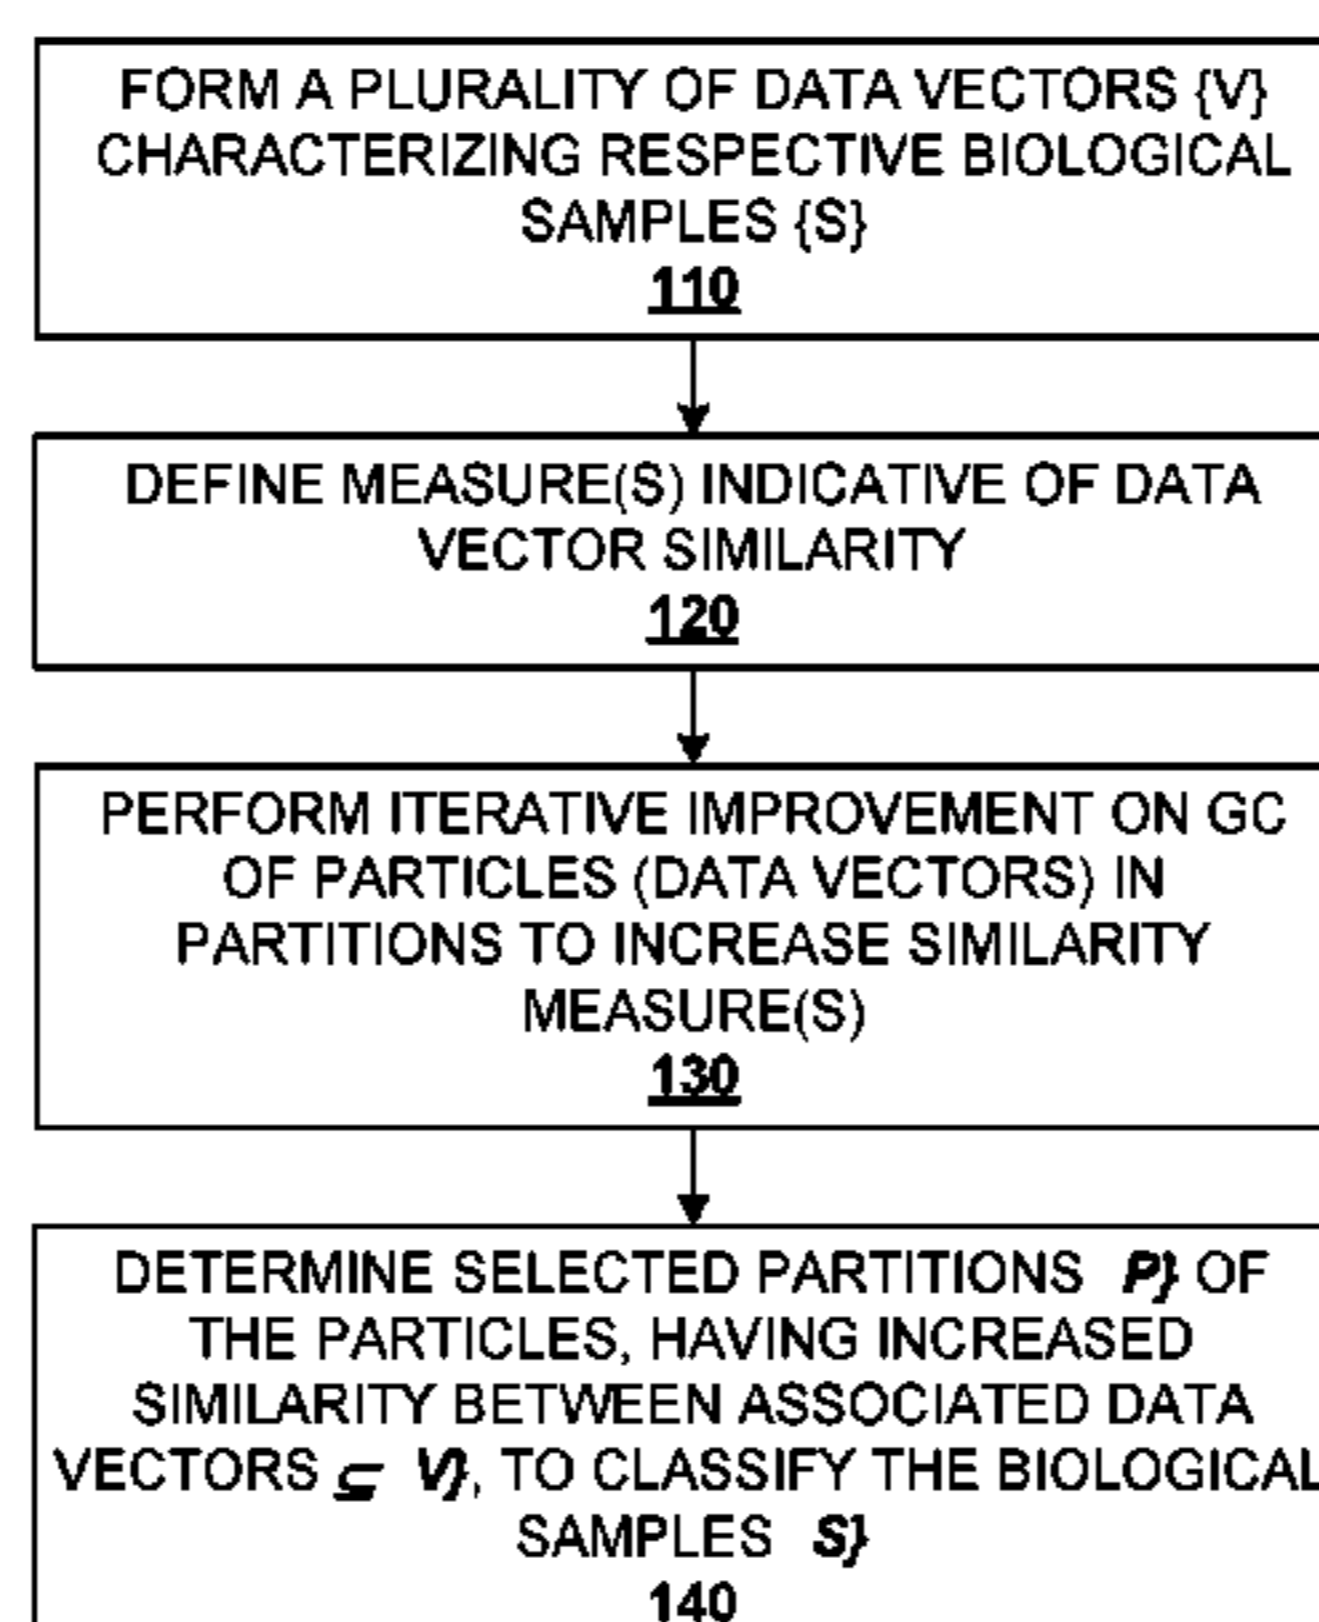 FORM A PLURALITY OF DATA VECTORS {V}
CHARACTERIZING RESPECTIVE BIOLOGICAL
SAMPLES {S}
110
DEFINE MEASURE(S) INDICATIVE OF DATA
VECTOR SIMILARITY
120
PERFORM ITERATIVE IMPROVEMENT ON GC
OF PARTICLES (DATA VECTORS) IN
PARTITIONS TO INCREASE SIMILARITY
MEASURE(S)
130
DETERMINE SELECTED PARTITIONS P} OF
THE PARTICLES, HAVING INCREASED
SIMILARITY BETWEEN ASSOCIATED DATA
VECTORS ⊆ V}, TO CLASSIFY THE BIOLOGICAL
SAMPLES S}
140